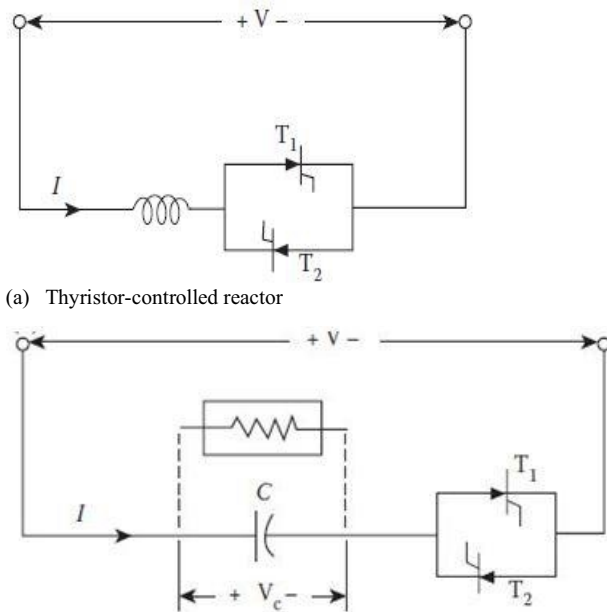 + V –
T1
I
T2
(a) Thyristor-controlled reactor
+ V –
C
T1
I
T2
+ Vc –